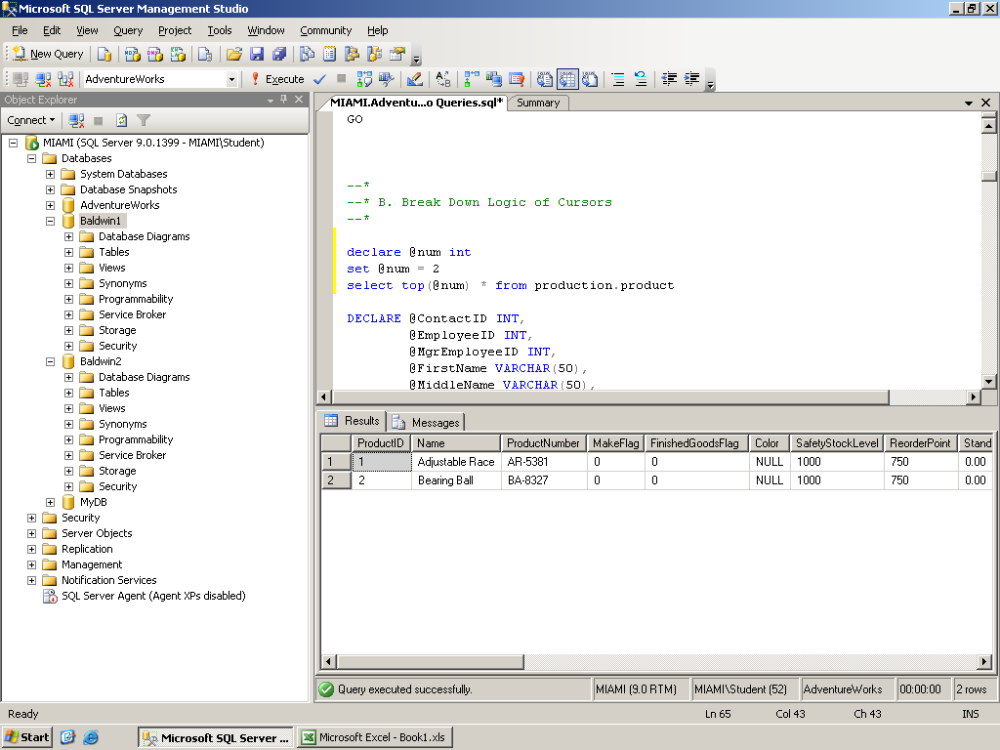 Microsoft SQL Server Management Studio
File Edit View Query Project Tools Window Community Help
New Query
AdventureWorks Execute
Object Explorer
Connect
MIAMI (SQL Server 9.0.1399 - MIAMI\Student)
Databases
System Databases
Database Snapshots
AdventureWorks
Baldwin1
Database Diagrams
Tables
Views
Synonyms
Programmability
Service Broker
Storage
Security
Baldwin2
Database Diagrams
Tables
Views
Synonyms
Programmability
Service Broker
Storage
Security
MyDB
Security
Server Objects
Replication
Management
Notification Services
SQL Server Agent (Agent XPs disabled)
MIAMI.Adventu...o Queries.sql* Summary
GO
--*
--* B. Break Down Logic of Cursors
--*
declare @num int
set @num = 2
select top(@num) * from production.product
DECLARE @ContactID INT,
@EmployeeID INT,
@MgrEmployeeID INT,
@FirstName VARCHAR(50),
@MiddleName VARCHAR(50),
Results Messages
ProductID Name ProductNumber MakeFlag FinishedGoodsFlag Color SafetyStockLevel ReorderPoint Stand
1 1 Adjustable Race AR-5381 0 0 NULL 1000 750 0.00
2 2 Bearing Ball BA-8327 0 0 NULL 1000 750 0.00
Query executed successfully. MIAMI (9.0 RTM) MIAMI\Student (52) AdventureWorks 00:00:00 2 rows
Ready Ln 65 Col 43 Ch 43 INS
Start Microsoft SQL Server ... Microsoft Excel - Book1.xls